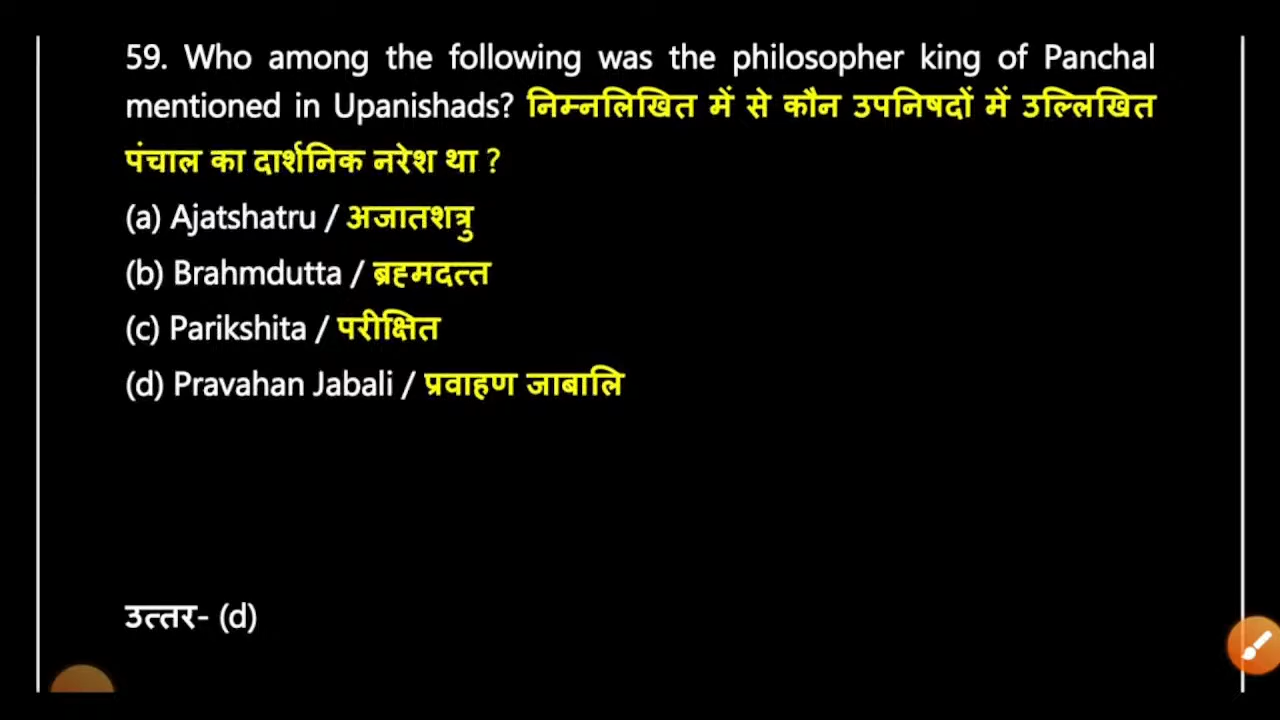 59. Who among the following was the philosopher king of Panchal
mentioned in Upanishads? निम्नलिखित में से कौन उपनिषदों में उल्लिखित
पंचाल का दार्शनिक नरेश था ?
(a) Ajatshatru / अजातशत्रु
(b) Brahmdutta / ब्रह्मदत्त
(c) Parikshita / परीक्षित
(d) Pravahan Jabali / प्रवाहण जाबालि
उत्तर- (d)